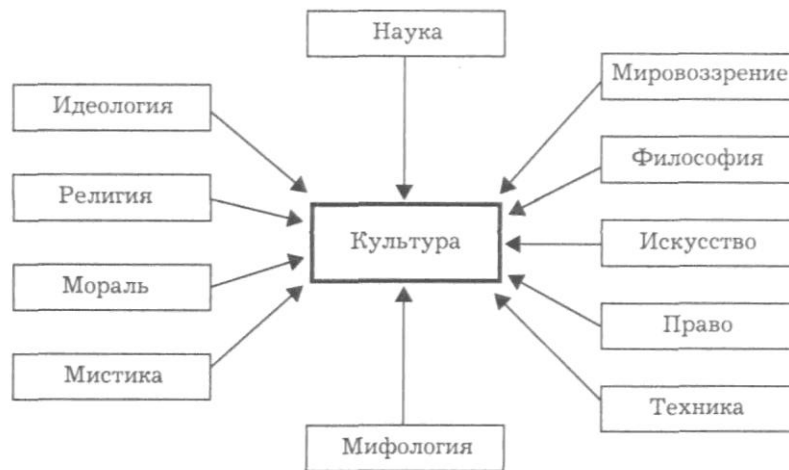 Наука
Мировоззрение
Идеология
Философия
Религия
Культура
Искусство
Мораль
Право
Мистика
Техника
Мифология